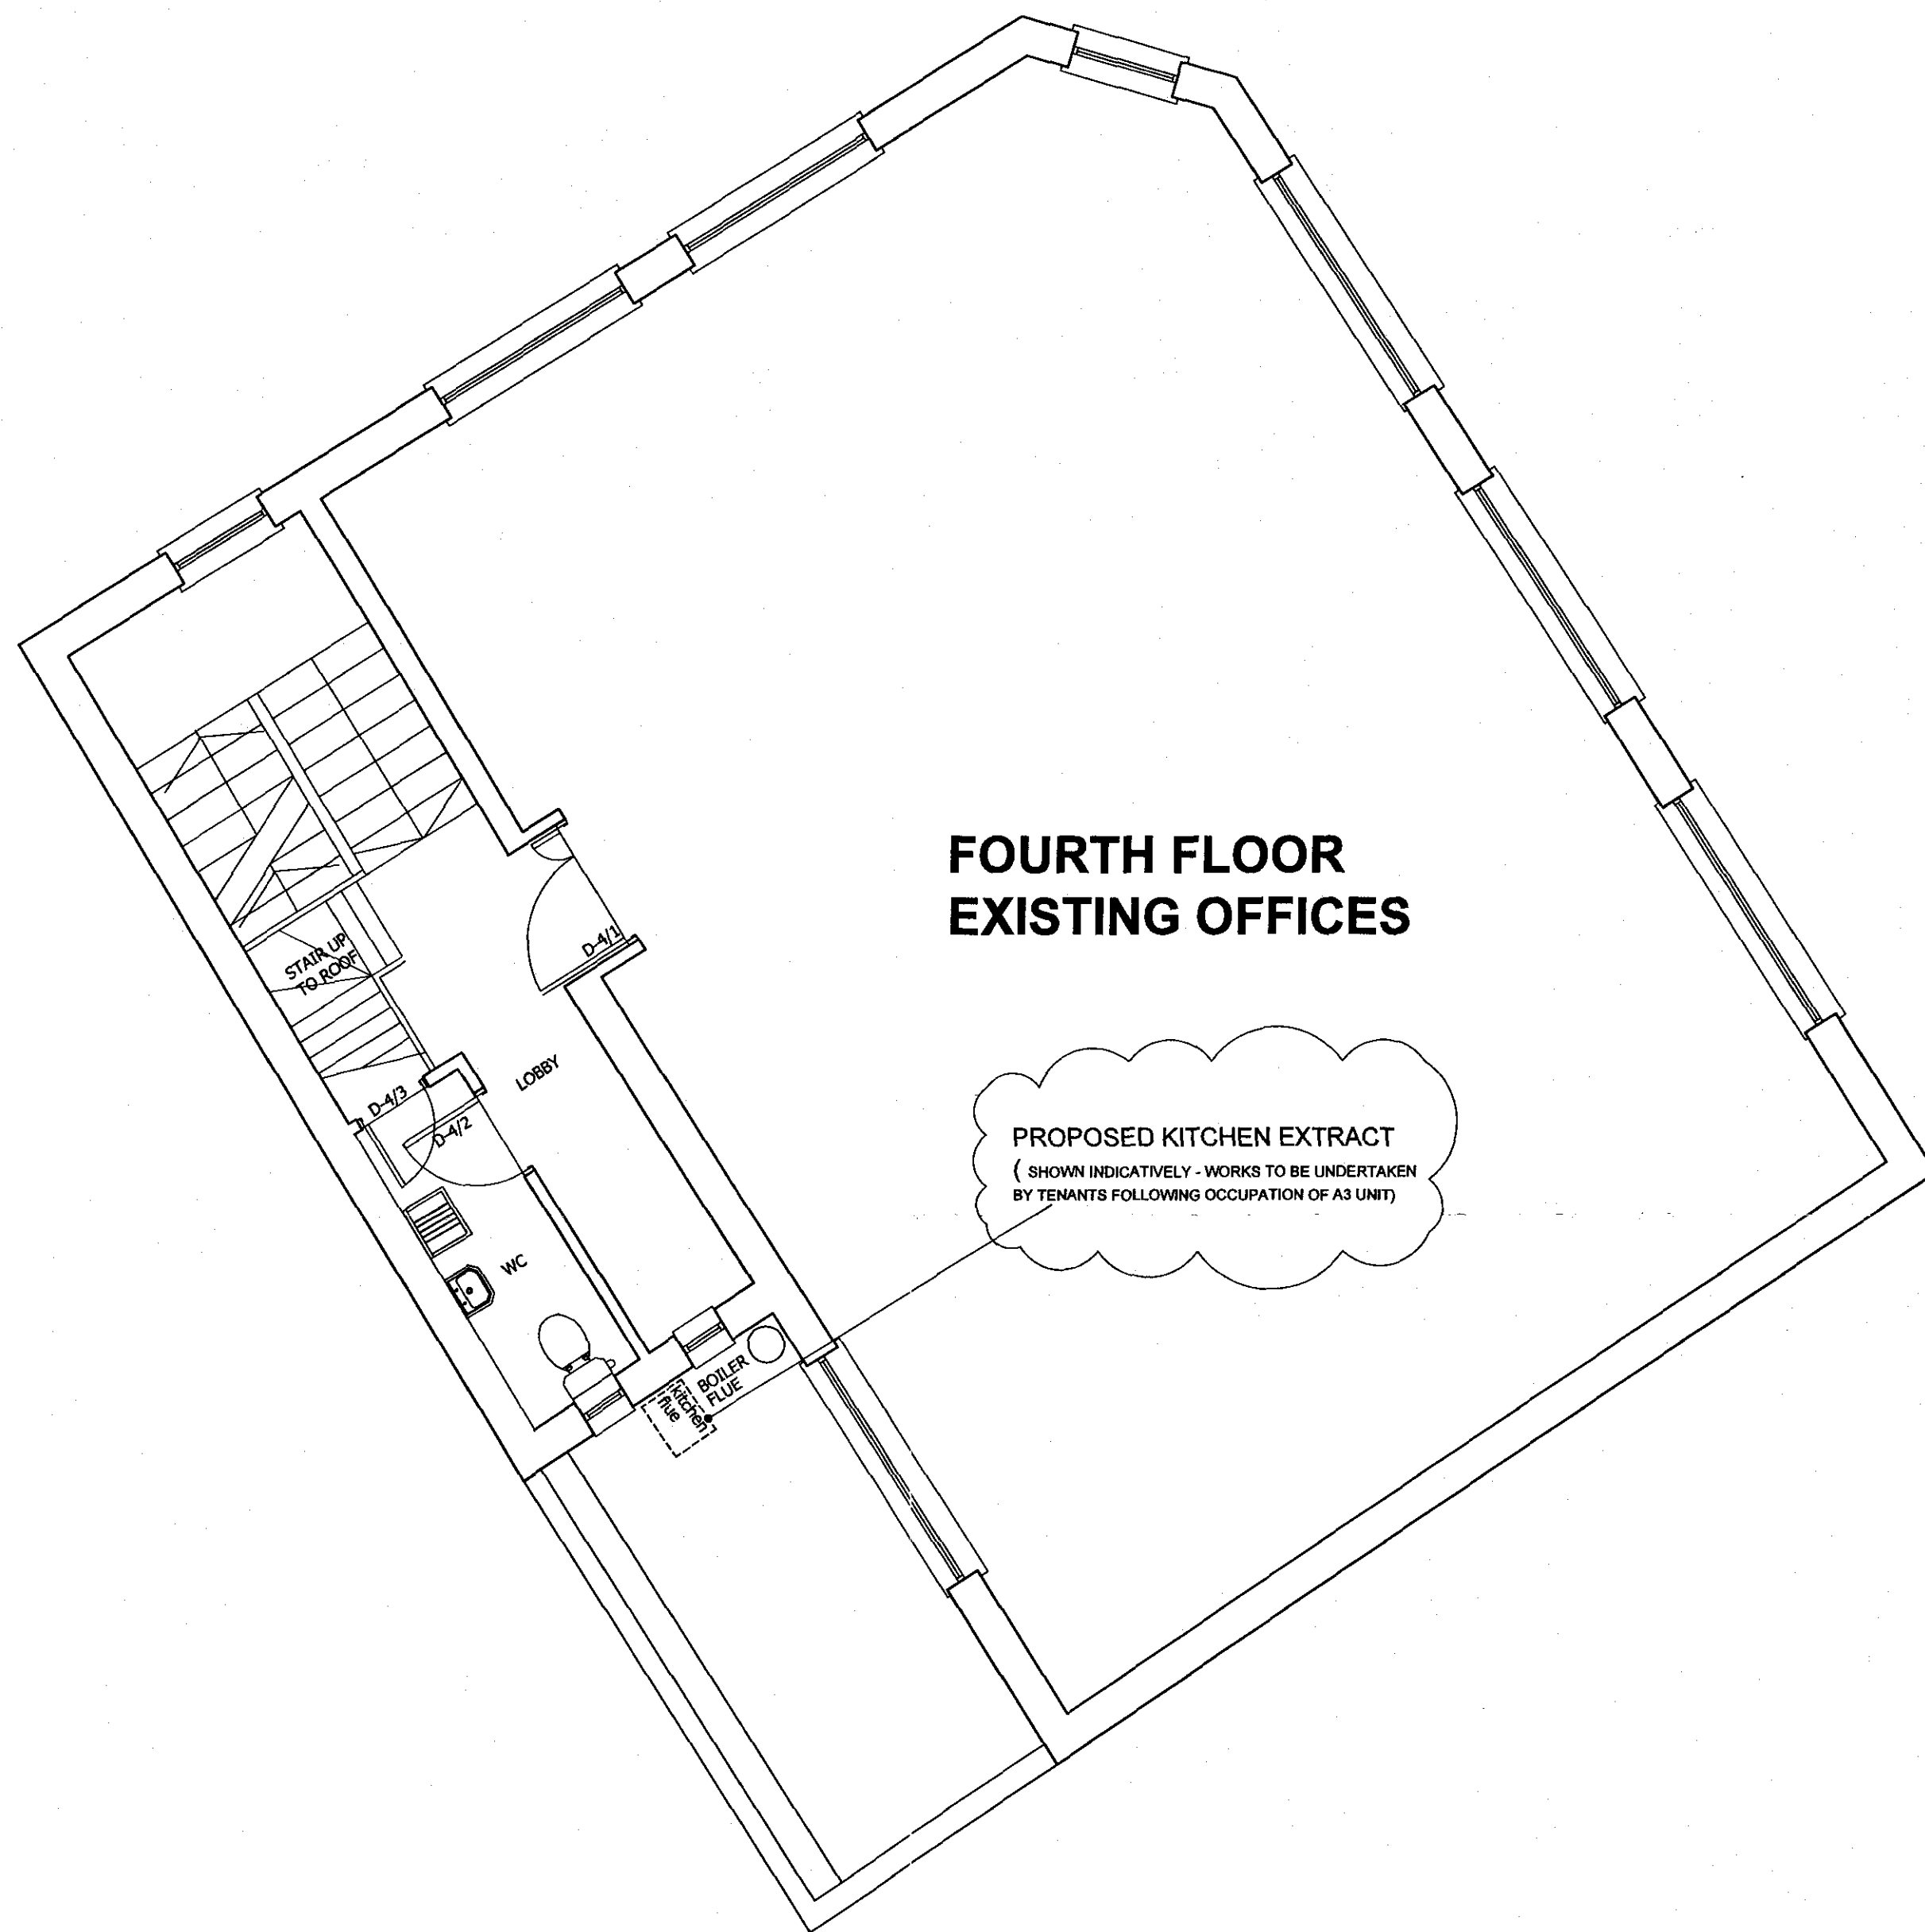 FOURTH FLOOR
EXISTING OFFICES
D-4/1
STAIR UP
TO ROOF
LOBBY
D-4/3
D-4/2
PROPOSED KITCHEN EXTRACT
( SHOWN INDICATIVELY - WORKS TO BE UNDERTAKEN
BY TENANTS FOLLOWING OCCUPATION OF A3 UNIT)
WC
BOILER
FLUE
Kitchen
flue